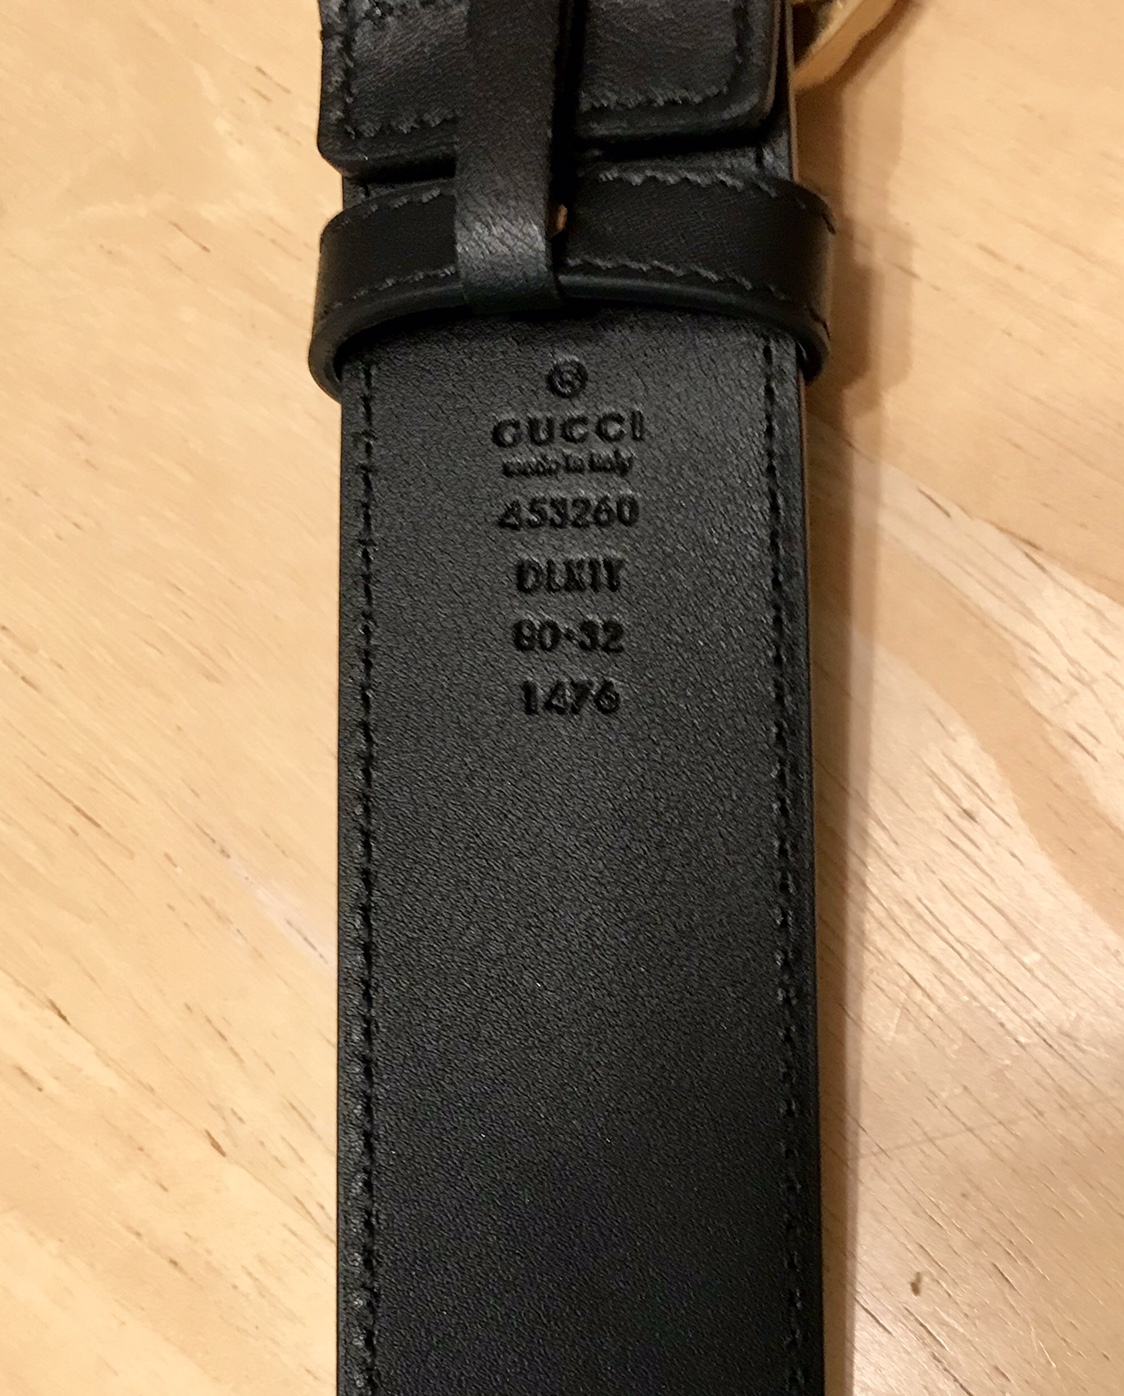 ®
GUCCI
made in italy
453260
DLX1T
80·32
1476